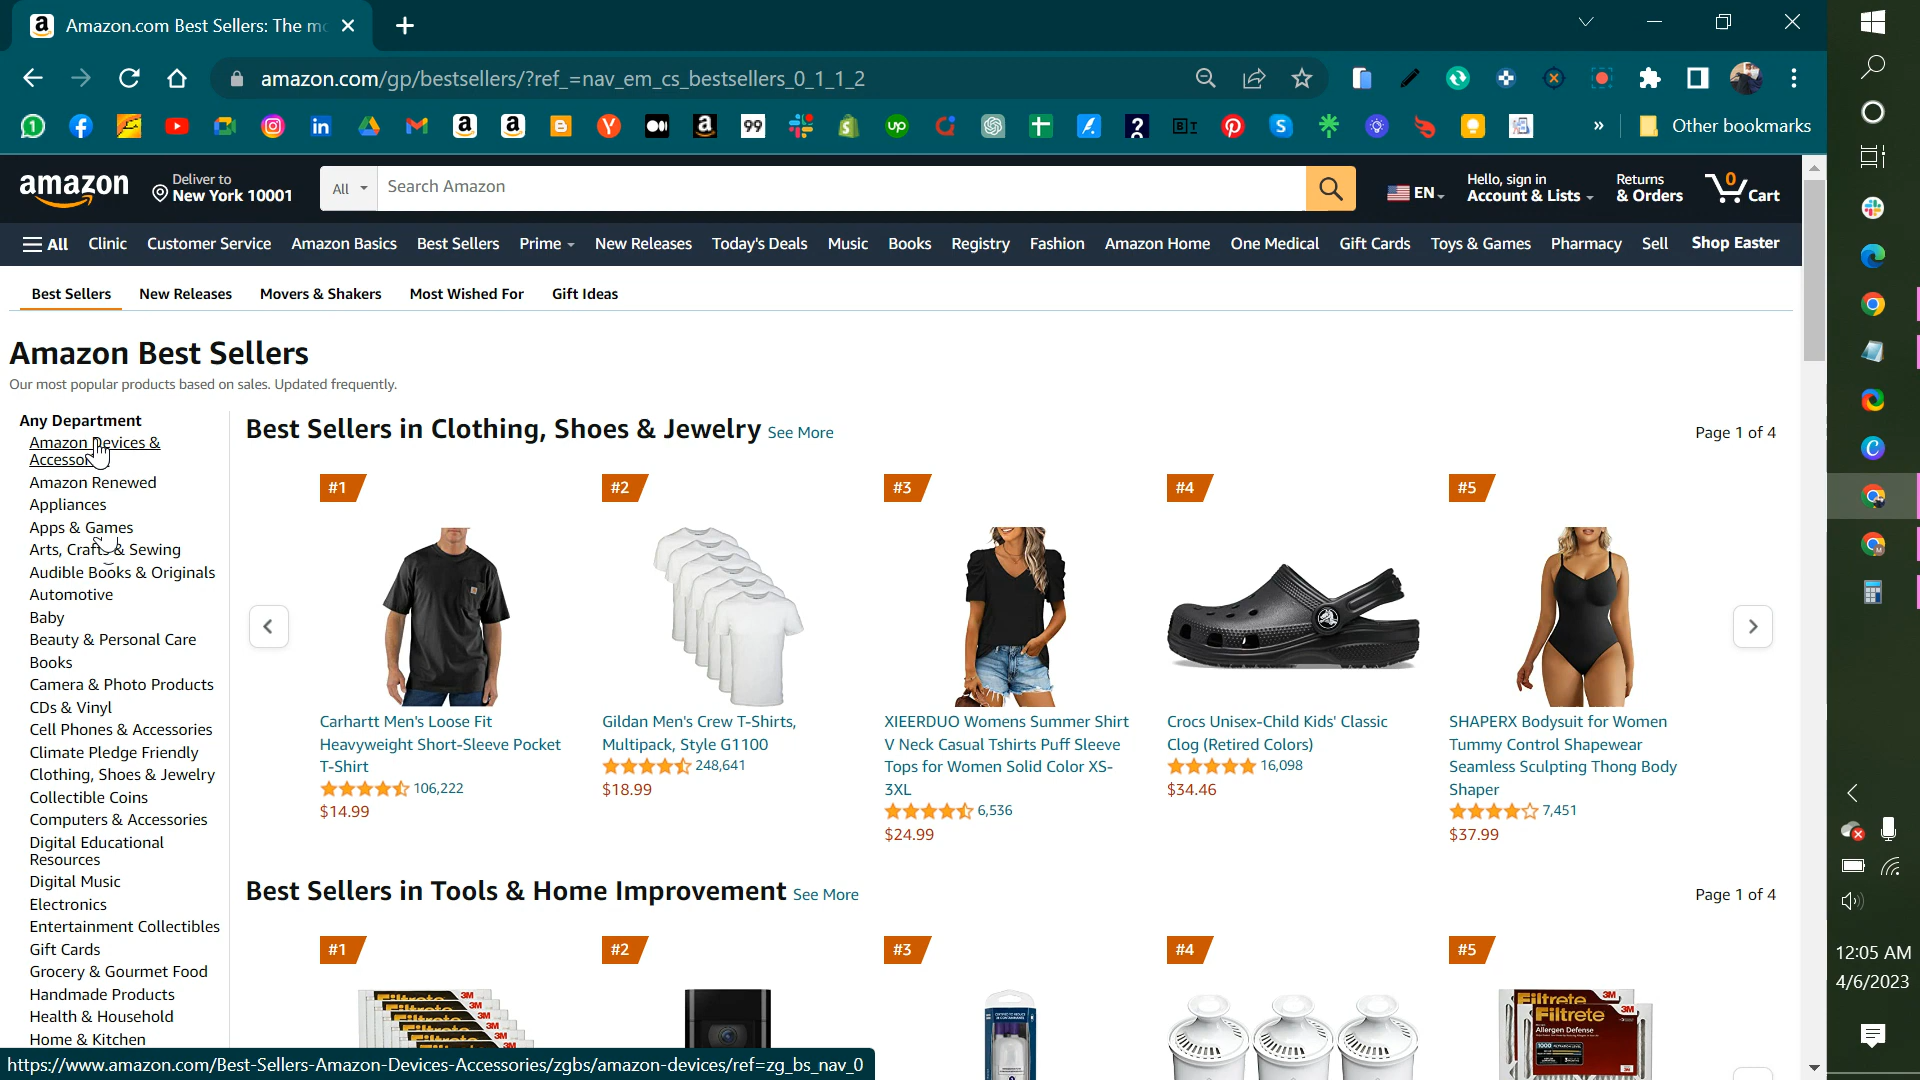 Amazon.com Best Sellers: The mo
amazon.com/gp/bestsellers/?ref_=nav_em_cs_bestsellers_0_1_1_2
Other bookmarks
amazon
Deliver to
New York 10001
All
Search Amazon
EN
Hello, sign in
Account & Lists
Returns
& Orders
0
Cart
All Clinic Customer Service Amazon Basics Best Sellers Prime New Releases Today's Deals Music Books Registry Fashion Amazon Home One Medical Gift Cards Toys & Games Pharmacy Sell Shop Easter
Best Sellers New Releases Movers & Shakers Most Wished For Gift Ideas
Amazon Best Sellers
Our most popular products based on sales. Updated frequently.
Any Department
Amazon Devices &
Accessories
Amazon Renewed
Appliances
Apps & Games
Arts, Crafts & Sewing
Audible Books & Originals
Automotive
Baby
Beauty & Personal Care
Books
Camera & Photo Products
CDs & Vinyl
Cell Phones & Accessories
Climate Pledge Friendly
Clothing, Shoes & Jewelry
Collectible Coins
Computers & Accessories
Digital Educational
Resources
Digital Music
Electronics
Entertainment Collectibles
Gift Cards
Grocery & Gourmet Food
Handmade Products
Health & Household
Home & Kitchen
Best Sellers in Clothing, Shoes & Jewelry See More
Page 1 of 4
#1
Carhartt Men's Loose Fit
Heavyweight Short-Sleeve Pocket
T-Shirt
106,222
$14.99
#2
Gildan Men's Crew T-Shirts,
Multipack, Style G1100
248,641
$18.99
#3
XIEERDUO Womens Summer Shirt
V Neck Casual Tshirts Puff Sleeve
Tops for Women Solid Color XS-
3XL
6,536
$24.99
#4
Crocs Unisex-Child Kids' Classic
Clog (Retired Colors)
16,098
$34.46
#5
SHAPERX Bodysuit for Women
Tummy Control Shapewear
Seamless Sculpting Thong Body
Shaper
7,451
$37.99
Best Sellers in Tools & Home Improvement See More
Page 1 of 4
#1
#2
#3
#4
#5
Filtrete
3M
Filtrete
3M
Filtrete
Allergen Defense
1000
https://www.amazon.com/Best-Sellers-Amazon-Devices-Accessories/zgbs/amazon-devices/ref=zg_bs_nav_0
12:05 AM
4/6/2023